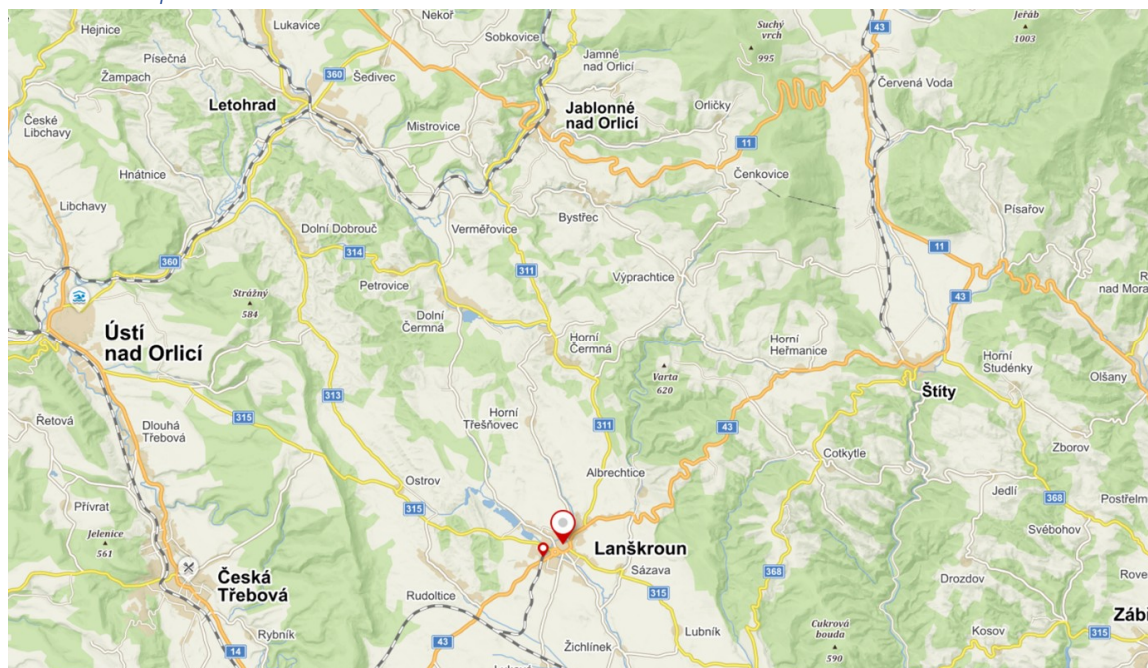 Hejnice
Nekoř
Jeřáb
1003
Lukavice
Suchý
vrch
995
43
Sobkovice
Jamné
nad Orlicí
Písečná
Žampach
360
Šedivec
Červená Voda
Letohrad
Jablonné
nad Orlicí
Orličky
České
Libchavy
Mistrovice
11
Hnátnice
Čenkovice
Libchavy
Bystřec
Písařov
Dolní Dobrouč
Verměřovice
314
11
360
311
Petrovice
Výprachtice
R
nad Mora
Strážný
584
43
Dolní
Čermná
Ústí
nad Orlicí
Horní
Čermná
Horní
Heřmanice
Horní
Studénky
Varta
620
Olšany
Štíty
313
315
Řetová
Dlouhá
Třebová
Horní
Třešňovec
311
43
Zborov
Cotkytle
Albrechtice
Ostrov
Jedlí
368
Postřelm
Přívrat
315
Svébohov
Jelenice
561
Lanškroun
Česká
Třebová
Sázava
368
Drozdov
Rove
Rudoltice
315
Zábř
Cukrová
bouda
590
Rybník
Lubník
Kosov
315
43
Žichlínek
14